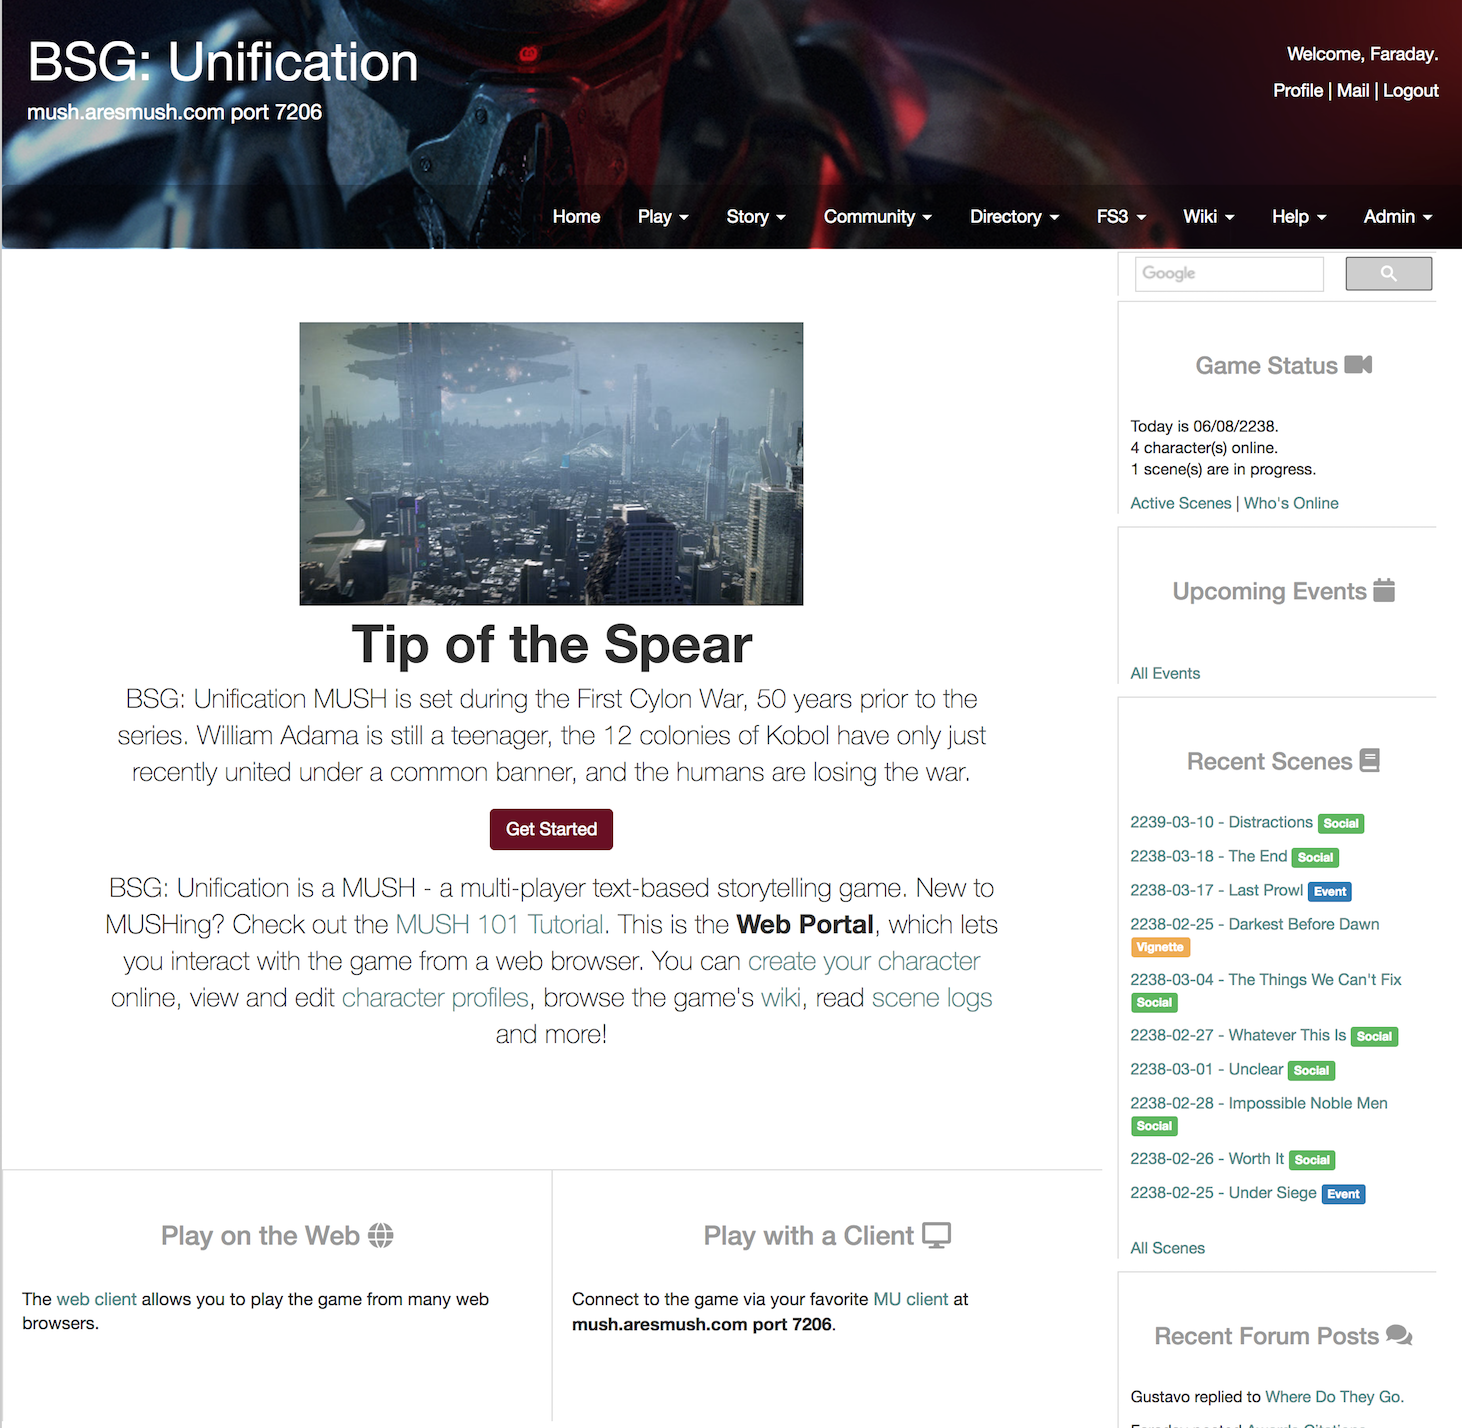 BSG: Unification
mush.aresmush.com port 7206
Welcome, Faraday.
Profile | Mail | Logout
Home Play Story Community Directory FS3 Wiki Help Admin
Tip of the Spear
BSG: Unification MUSH is set during the First Cylon War, 50 years prior to the
series. William Adama is still a teenager, the 12 colonies of Kobol have only just
recently united under a common banner, and the humans are losing the war.
Get Started
BSG: Unification is a MUSH - a multi-player text-based storytelling game. New to
MUSHing? Check out the MUSH 101 Tutorial. This is the Web Portal, which lets
you interact with the game from a web browser. You can create your character
online, view and edit character profiles, browse the game's wiki, read scene logs
and more!
Play on the Web
The web client allows you to play the game from many web
browsers.
Play with a Client
Connect to the game via your favorite MU client at
mush.aresmush.com port 7206.
Google
Game Status
Today is 06/08/2238.
4 character(s) online.
1 scene(s) are in progress.
Active Scenes | Who's Online
Upcoming Events
All Events
Recent Scenes
2239-03-10 - Distractions Social
2238-03-18 - The End Social
2238-03-17 - Last Prowl Event
2238-02-25 - Darkest Before Dawn
Vignette
2238-03-04 - The Things We Can't Fix
Social
2238-02-27 - Whatever This Is Social
2238-03-01 - Unclear Social
2238-02-28 - Impossible Noble Men
Social
2238-02-26 - Worth It Social
2238-02-25 - Under Siege Event
All Scenes
Recent Forum Posts
Gustavo replied to Where Do They Go.